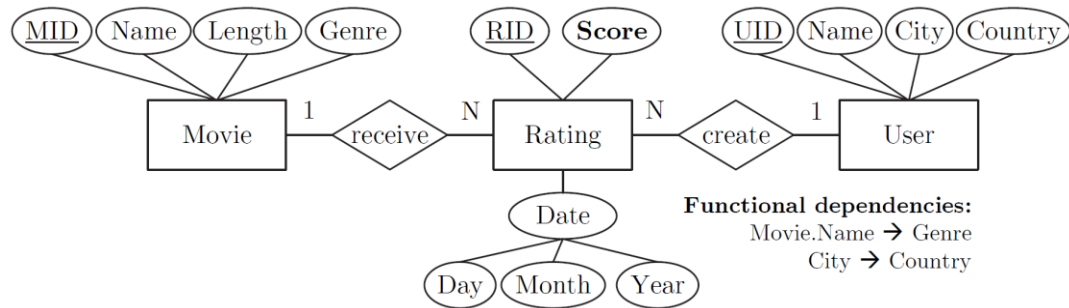 MID Name Length Genre RID Score UID Name City Country
1 N N 1
Movie receive Rating create User
Date
Functional dependencies:
Movie.Name → Genre
City → Country
Day Month Year